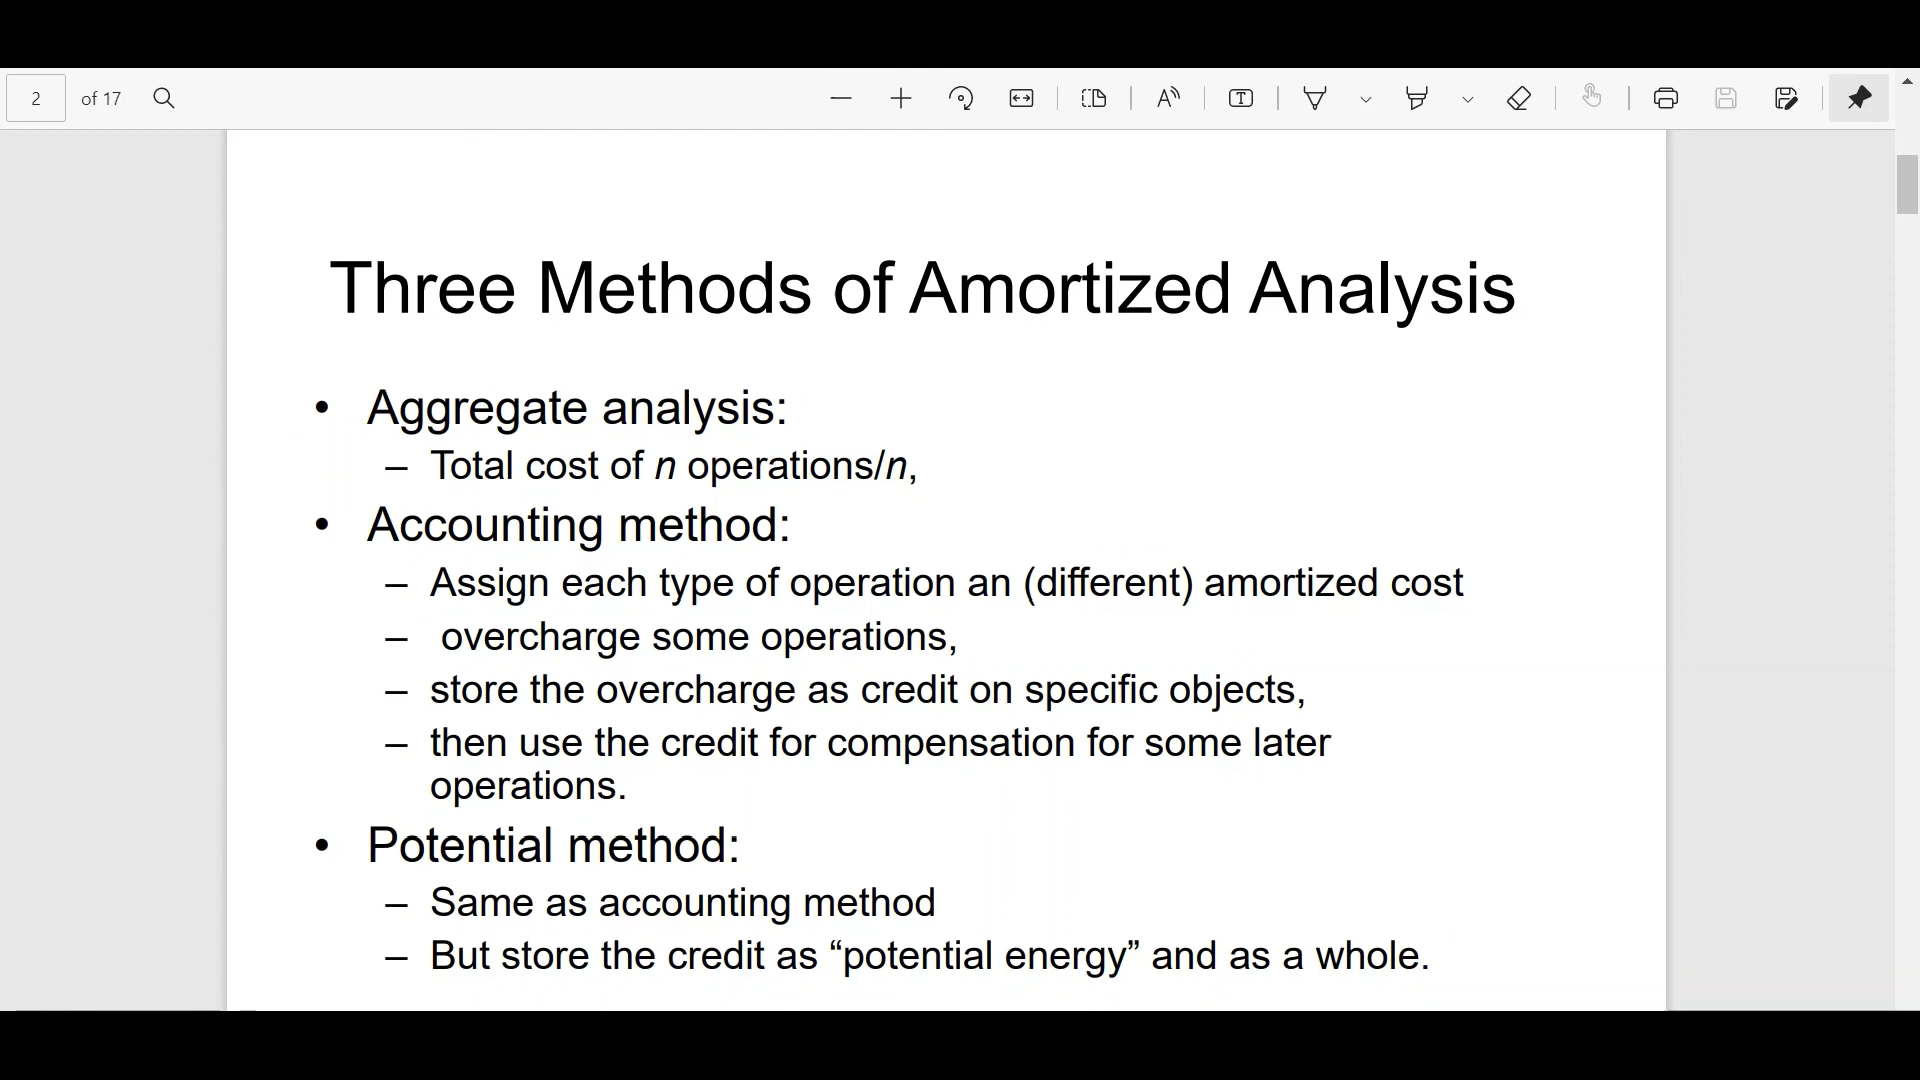 2 of 17
Three Methods of Amortized Analysis
• Aggregate analysis:
– Total cost of n operations/n,
• Accounting method:
– Assign each type of operation an (different) amortized cost
– overcharge some operations,
– store the overcharge as credit on specific objects,
– then use the credit for compensation for some later
operations.
• Potential method:
– Same as accounting method
– But store the credit as “potential energy” and as a whole.